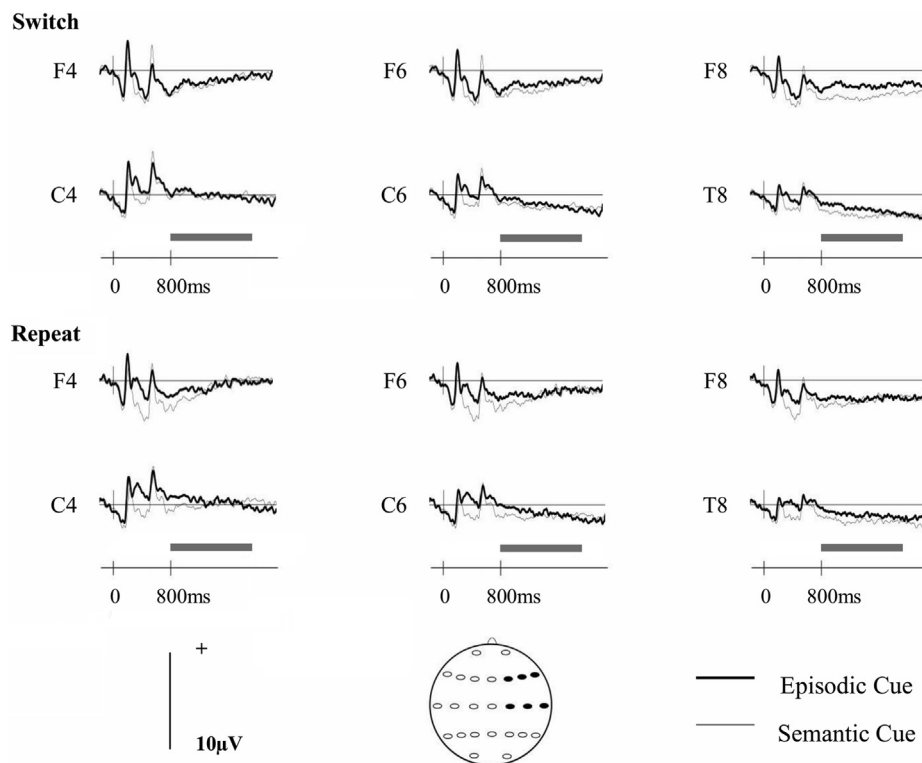 Switch
F4 F6 F8
C4 C6 T8
0 800ms 0 800ms 0 800ms
Repeat
F4 F6 F8
C4 C6 T8
0 800ms 0 800ms 0 800ms
+
10µV
Episodic Cue
Semantic Cue